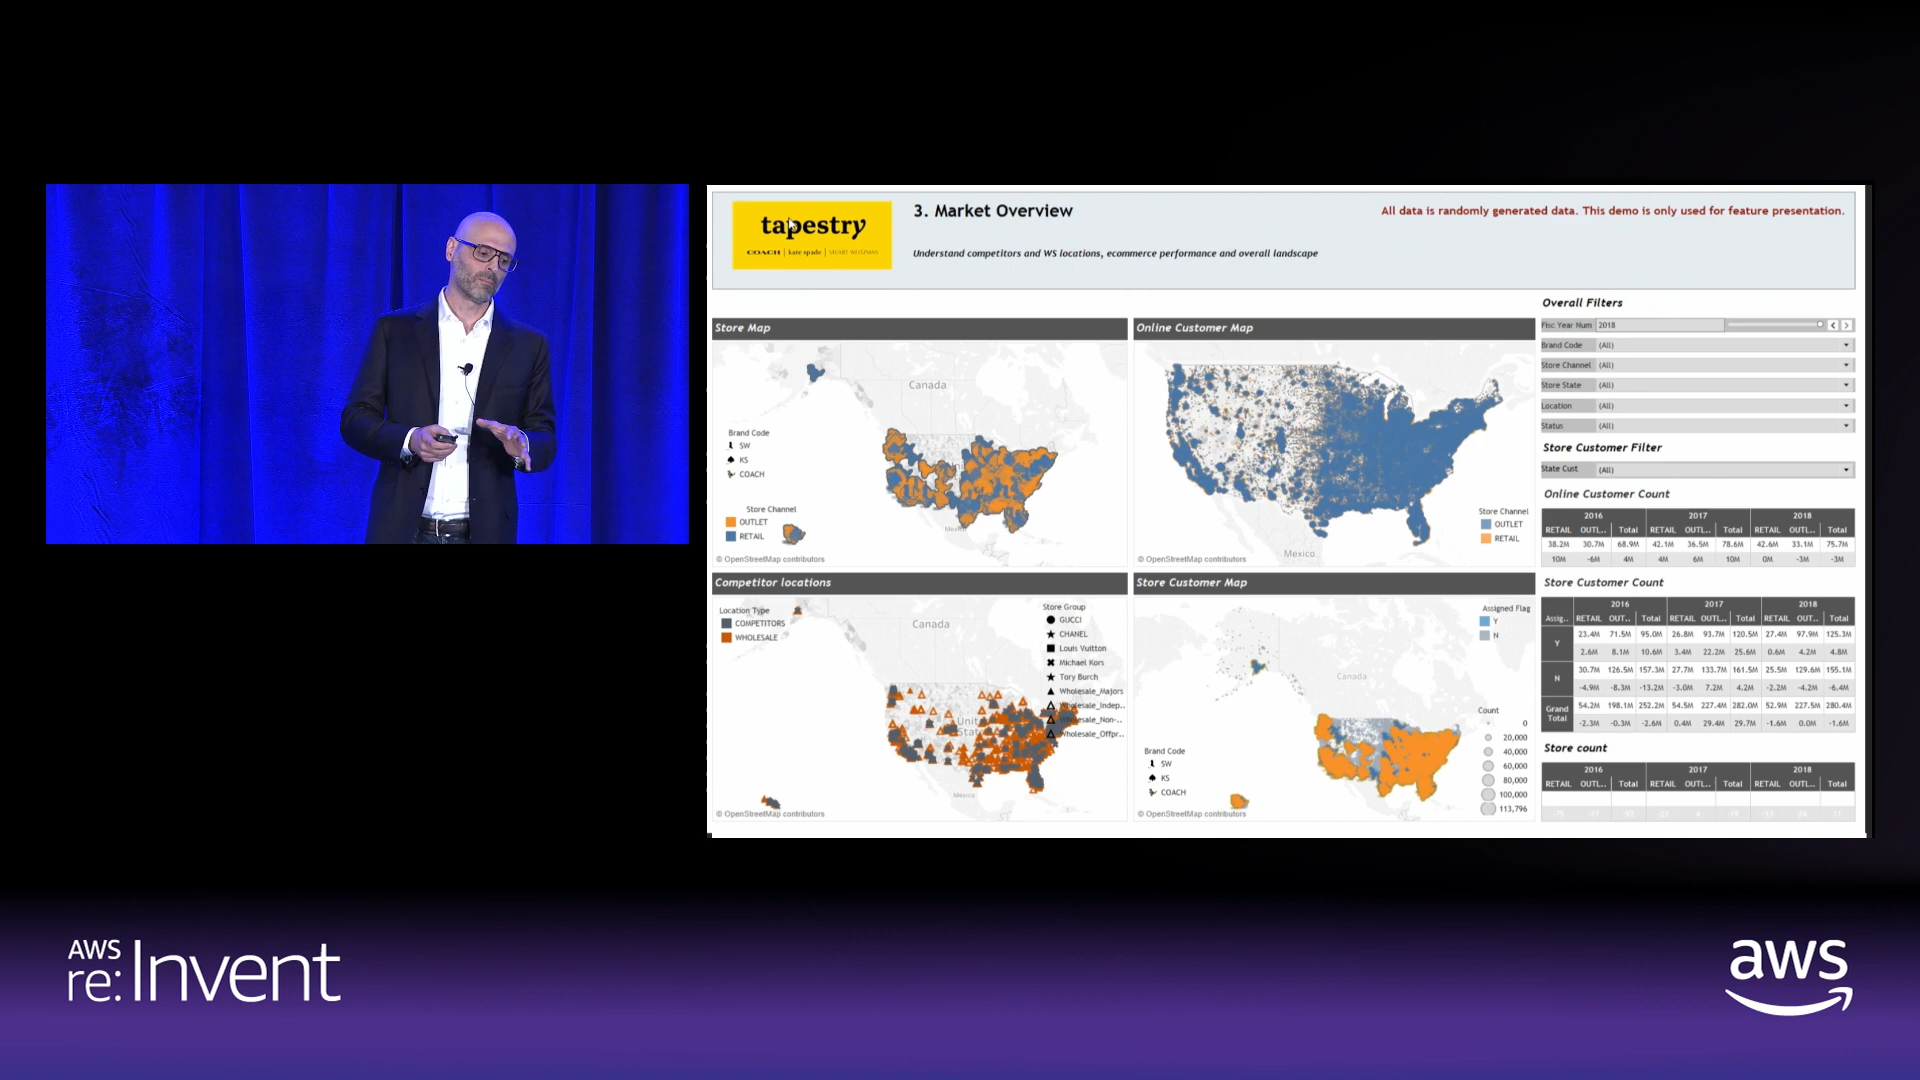 tapestry
COACH | kate spade | STUART WEITZMAN
3. Market Overview
All data is randomly generated data. This demo is only used for feature presentation.
Understand competitors and WS locations, ecommerce performance and overall landscape
Store Map
Canada
Brand Code
SW
KS
COACH
Store Channel
OUTLET
RETAIL
© OpenStreetMap contributors
Online Customer Map
Store Channel
OUTLET
RETAIL
Mexico
© OpenStreetMap contributors
Competitor locations
Location Type
COMPETITORS
WHOLESALE
Canada
Store Group
GUCCI
CHANEL
Louis Vuitton
Michael Kors
Tory Burch
Wholesale_Majors
Wholesale_Indep..
Wholesale_Non-..
Wholesale_Offpr..
Mexico
© OpenStreetMap contributors
Store Customer Map
Assigned Flag
Y
N
Canada
Count
0
20,000
40,000
60,000
80,000
100,000
113,796
Brand Code
SW
KS
COACH
© OpenStreetMap contributors
Overall Filters
Fisc Year Num 2018
Brand Code (All)
Store Channel (All)
Store State (All)
Location (All)
Status (All)
Store Customer Filter
State Cust (All)
Online Customer Count
2016 2017 2018
RETAIL OUTL.. Total RETAIL OUTL.. Total RETAIL OUTL.. Total
38.2M 30.7M 68.9M 42.1M 36.5M 78.6M 42.6M 33.1M 75.7M
10M -6M 4M 4M 6M 10M 0M -3M -3M
Store Customer Count
2016 2017 2018
Assig.. RETAIL OUT.. Total RETAIL OUT.. Total RETAIL OUT.. Total
Y 23.4M 71.5M 95.0M 26.8M 93.7M 120.5M 27.4M 97.9M 125.3M
2.6M 8.1M 10.6M 3.4M 22.2M 25.6M 0.6M 4.2M 4.8M
N 30.7M 126.5M 157.3M 27.7M 133.7M 161.5M 25.5M 129.6M 155.1M
-4.9M -8.3M -13.2M -3.0M 7.2M 4.2M -2.2M -4.2M -6.4M
Grand Total 54.2M 198.1M 252.2M 54.5M 227.4M 282.0M 52.9M 227.5M 280.4M
-2.3M -0.3M -2.6M 0.4M 29.4M 29.7M -1.6M 0.0M -1.6M
Store count
2016 2017 2018
RETAIL OUTL.. Total RETAIL OUTL.. Total RETAIL OUTL.. Total
AWS
re:Invent
aws